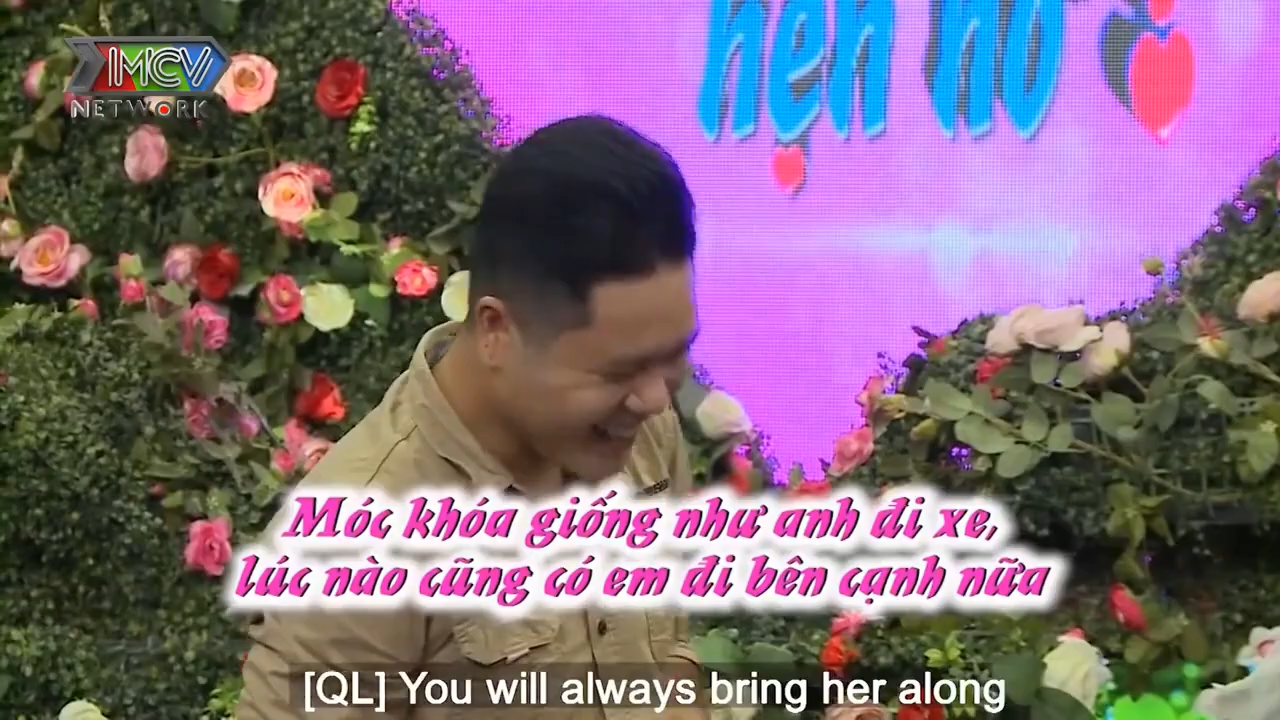 MCV
NETWORK
hẹn hò
Móc khóa giống như anh đi xe,
lúc nào cũng có em đi bên cạnh nữa
[QL] You will always bring her along